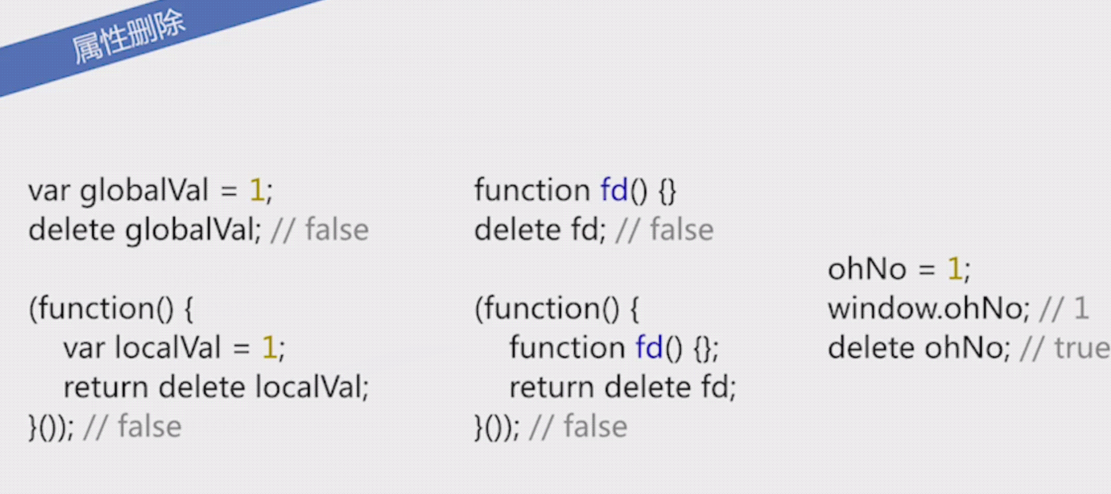 属性删除
var globalVal = 1;
delete globalVal; // false
(function() {
var localVal = 1;
return delete localVal;
}()); // false
function fd() {}
delete fd; // false
(function() {
function fd() {};
return delete fd;
}()); // false
ohNo = 1;
window.ohNo; // 1
delete ohNo; // true